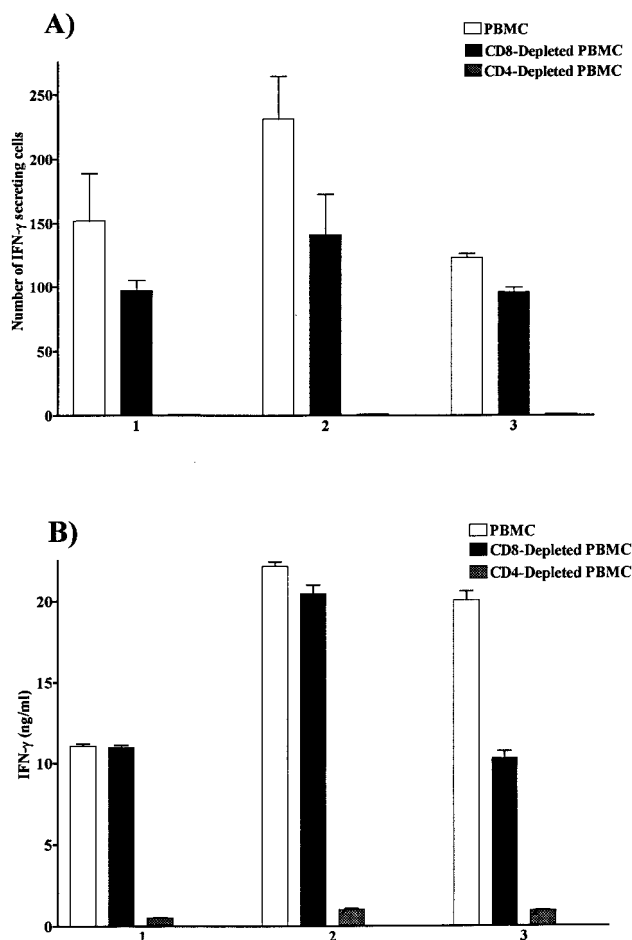 A)
PBMC
CD8-Depleted PBMC
CD4-Depleted PBMC
Number of IFN-γ secreting cells
250
200
150
100
50
0
1
2
3
B)
PBMC
CD8-Depleted PBMC
CD4-Depleted PBMC
IFN-γ (ng/ml)
20
15
10
5
0
1
2
3